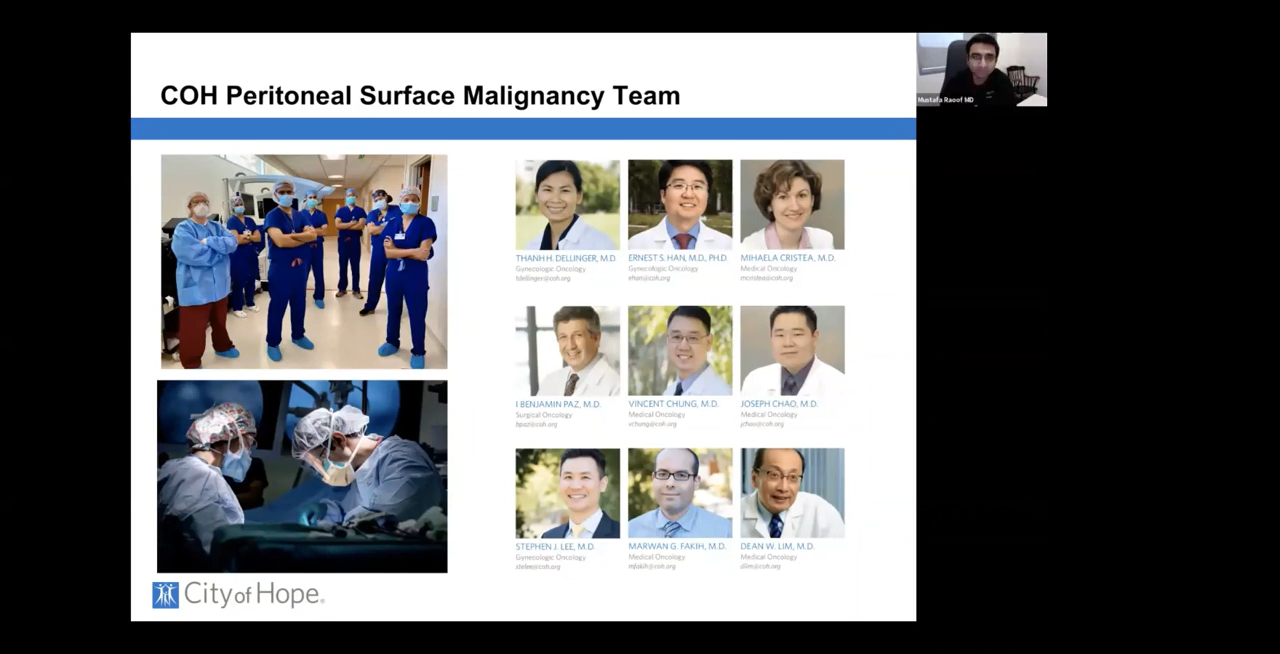 COH Peritoneal Surface Malignancy Team
Mustafa Raoof MD
THANH H. DELLINGER, M.D.
Gynecologic Oncology
tdellinger@coh.org
ERNEST S. HAN, M.D., PH.D.
Gynecologic Oncology
ehan@coh.org
MIHAELA CRISTEA, M.D.
Medical Oncology
mcristea@coh.org
I BENJAMIN PAZ, M.D.
Surgical Oncology
bpaz@coh.org
VINCENT CHUNG, M.D.
Medical Oncology
vchung@coh.org
JOSEPH CHAO, M.D.
Medical Oncology
jchao@coh.org
STEPHEN J. LEE, M.D.
Gynecologic Oncology
MARWAN G. FAKIH, M.D.
Medical Oncology
mfakih@coh.org
DEAN W. LIM, M.D.
Medical Oncology
dlim@coh.org
City of Hope®